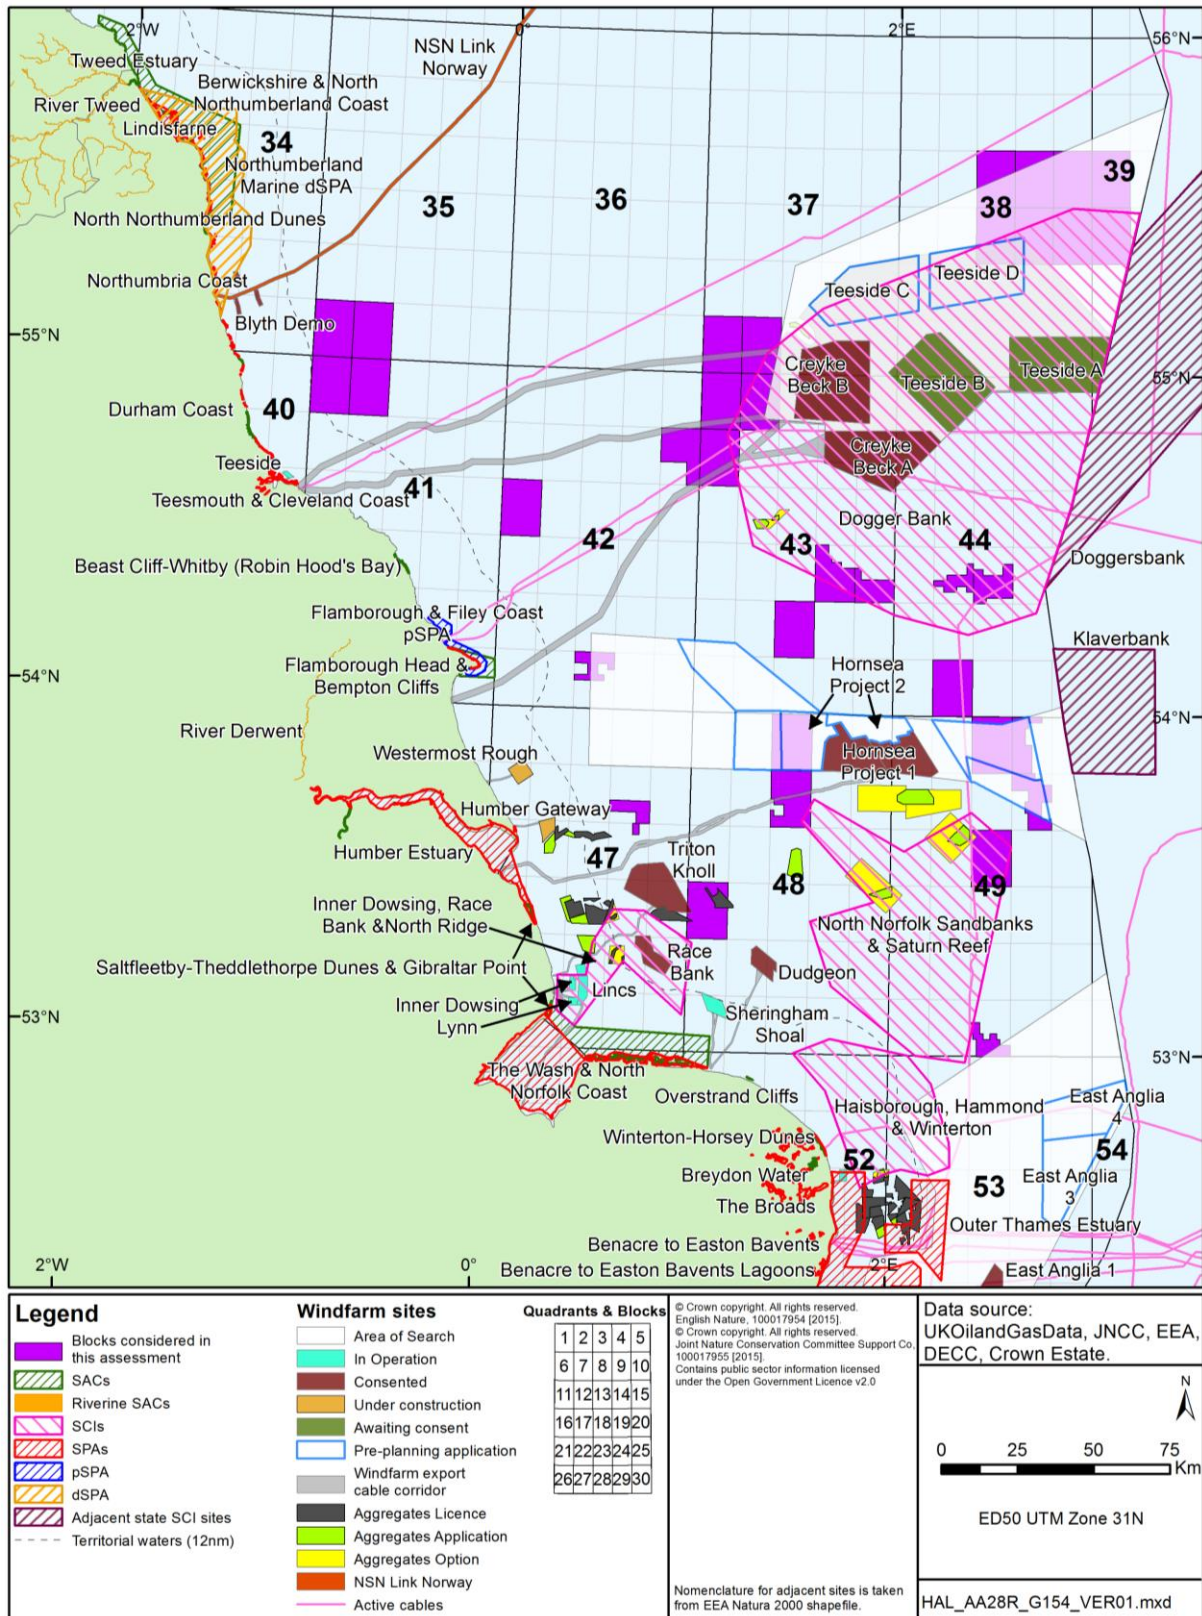 2°W
0°
2°E
56°N
NSN Link
Norway
Tweed Estuary
Berwickshire & North
Northumberland Coast
River Tweed
Lindisfarne
34
39
Northumberland
Marine dSPA
35
36
37
38
North Northumberland Dunes
Northumbria Coast
Teeside D
Teeside C
Blyth Demo
55°N
Creyke
Beck B
Teeside B
Teeside A
55°N
Durham Coast
40
Creyke
Beck A
Teeside
41
Teesmouth & Cleveland Coast
Dogger Bank
42
43
44
Doggersbank
Beast Cliff-Whitby (Robin Hood's Bay)
Flamborough & Filey Coast
pSPA
Klaverbank
Flamborough Head &
Bempton Cliffs
54°N
Hornsea
Project 2
River Derwent
54°N
Westermost Rough
Hornsea
Project 1
Humber Gateway
Humber Estuary
47
Triton
Knoll
48
49
Inner Dowsing, Race
Bank &North Ridge
North Norfolk Sandbanks
& Saturn Reef
Saltfleetby-Theddlethorpe Dunes & Gibraltar Point
Race
Bank
Dudgeon
Lincs
Inner Dowsing
Lynn
Sheringham
Shoal
53°N
53°N
The Wash & North
Norfolk Coast
Overstrand Cliffs
Haisborough, Hammond
& Winterton
East Anglia
4
Winterton-Horsey Dunes
52
54
Breydon Water
53
East Anglia
3
The Broads
Outer Thames Estuary
Benacre to Easton Bavents
Benacre to Easton Bavents Lagoons
2°W
0°
2°E
East Anglia 1
Legend
Blocks considered in
this assessment
SACs
Riverine SACs
SCIs
SPAs
pSPA
dSPA
Adjacent state SCI sites
Territorial waters (12nm)
Windfarm sites
Area of Search
In Operation
Consented
Under construction
Awaiting consent
Pre-planning application
Windfarm export
cable corridor
Aggregates Licence
Aggregates Application
Aggregates Option
NSN Link Norway
Active cables
Quadrants & Blocks
1 2 3 4 5
6 7 8 9 10
11 12 13 14 15
16 17 18 19 20
21 22 23 24 25
26 27 28 29 30
© Crown copyright. All rights reserved.
English Nature, 100017954 [2015].
© Crown copyright. All rights reserved.
Joint Nature Conservation Committee Support Co,
100017955 [2015].
Contains public sector information licensed
under the Open Government Licence v2.0
Nomenclature for adjacent sites is taken
from EEA Natura 2000 shapefile.
Data source:
UKOilandGasData, JNCC, EEA,
DECC, Crown Estate.
N
0 25 50 75
Km
ED50 UTM Zone 31N
HAL_AA28R_G154_VER01.mxd